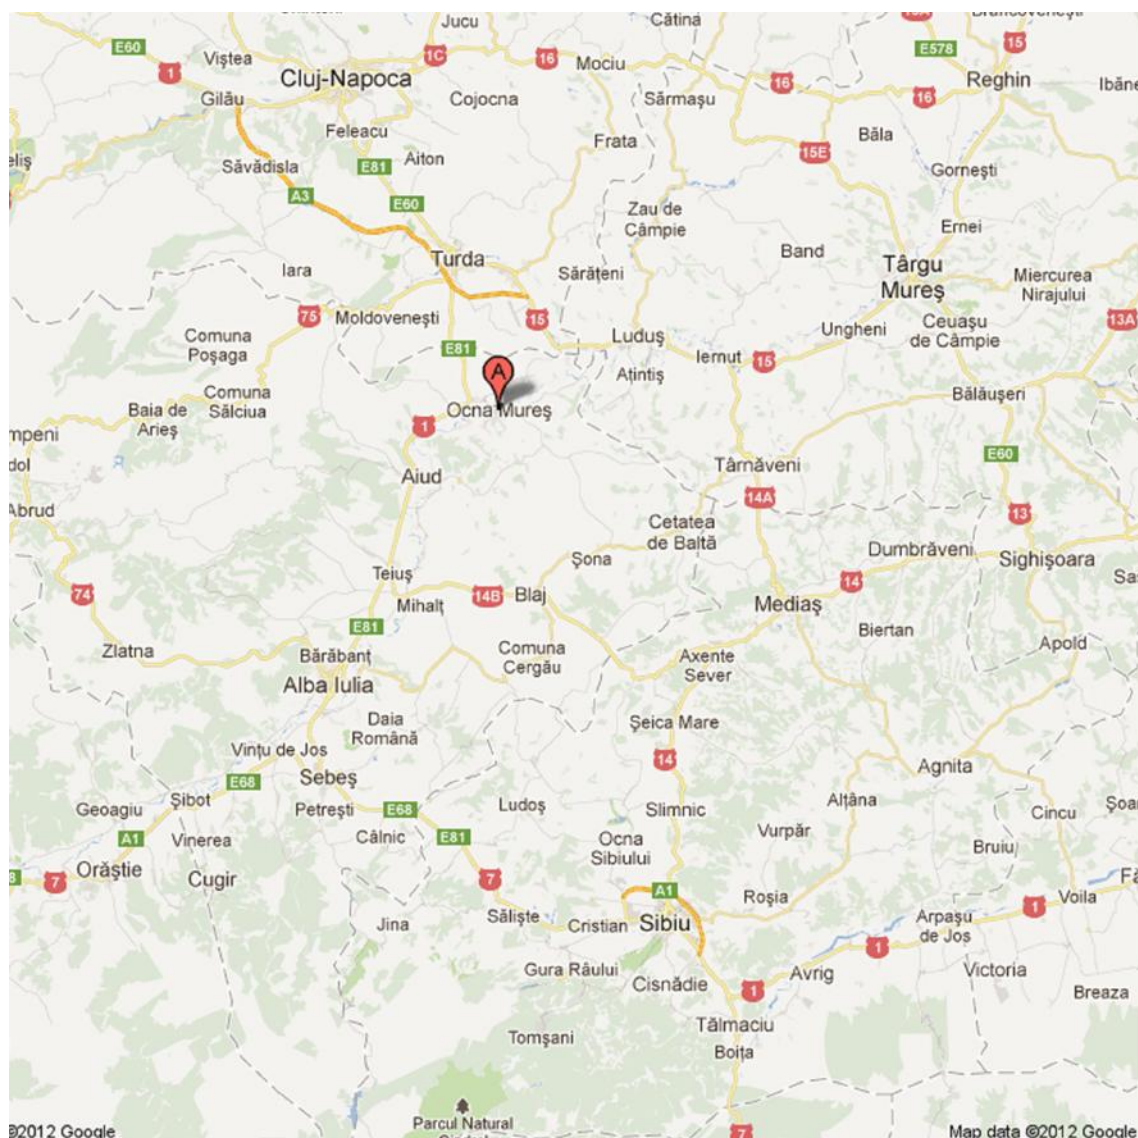 Cătina
Jucu
E60
1C
E578
15
Viştea
16
Mociu
1
Cluj-Napoca
Reghin
16
Gilău
Cojocna
Sărmaşu
16
Feleacu
Băla
Frata
Săvădisla
Aiton
15E
E81
Gorneşti
A3
E60
Zau de
Câmpie
Ernei
Turda
Band
Târgu
Mureş
Iara
Sărăţeni
Miercurea
Nirajului
75
Moldoveneşti
15
Ungheni
Ceuaşu
de Câmpie
13A
Comuna
Poşaga
E81
Luduş
Iernut
15
A
Aţintiş
Comuna
Sălciua
Bălăuşeri
Baia de
Arieş
Ocna Mureş
1
mpeni
E60
dol
Aiud
Târnăveni
14A
Abrud
13
Cetatea
de Baltă
Dumbrăveni
Şona
Sighişoara
Teiuş
14
74
14B
Blaj
Mihalţ
Mediaş
E81
Biertan
Apold
Zlatna
Bărăbanţ
Comuna
Cergău
Axente
Sever
Alba Iulia
Daia
Română
Şeica Mare
Vinţu de Jos
14
Agnita
Sebeş
E68
Geoagiu
Şibot
Petreşti
E68
Ludoş
Slimnic
Alţâna
Cincu
A1
Vinerea
Câlnic
E81
Ocna
Sibiului
Vurpăr
Bruiu
Orăştie
7
Cugir
7
A1
Roşia
Voila
Jina
Sălişte
Cristian
Sibiu
1
Arpaşu
de Jos
1
Gura Râului
Cisnădie
Avrig
Victoria
1
Breaza
Tălmaciu
Tomşani
Boiţa
Parcul Natural
7
©2012 Google
Map data ©2012 Google